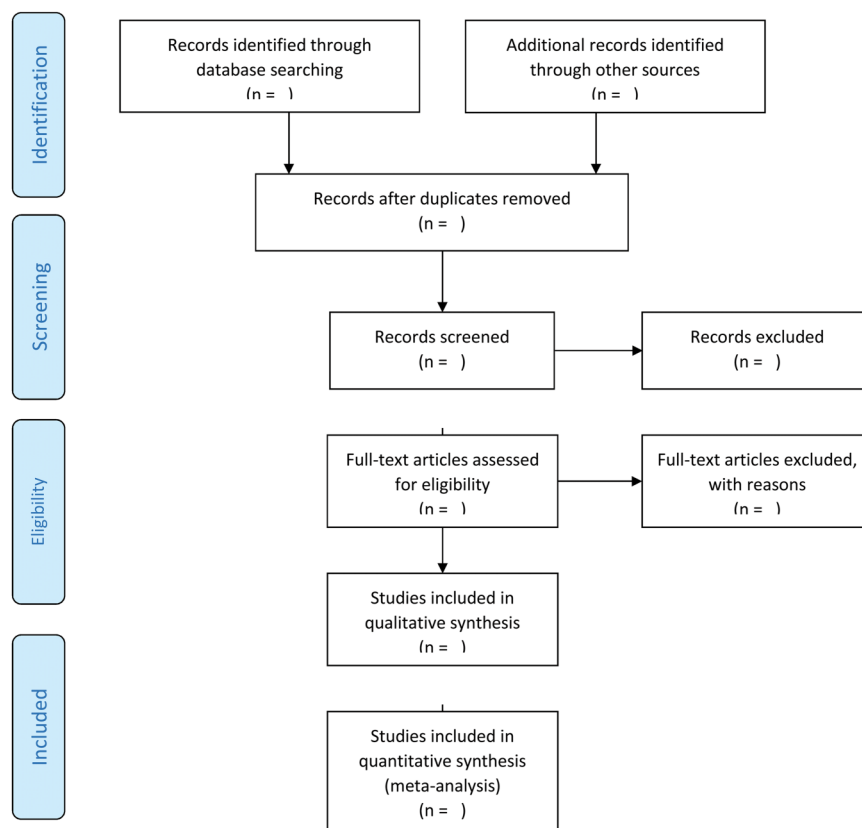 Identification
Records identified through
database searching
(n = )
Additional records identified
through other sources
(n = )
Records after duplicates removed
(n = )
Screening
Records screened
(n = )
Records excluded
(n = )
Eligibility
Full-text articles assessed
for eligibility
(n = )
Full-text articles excluded,
with reasons
(n = )
Studies included in
qualitative synthesis
(n = )
Included
Studies included in
quantitative synthesis
(meta-analysis)
(n = )